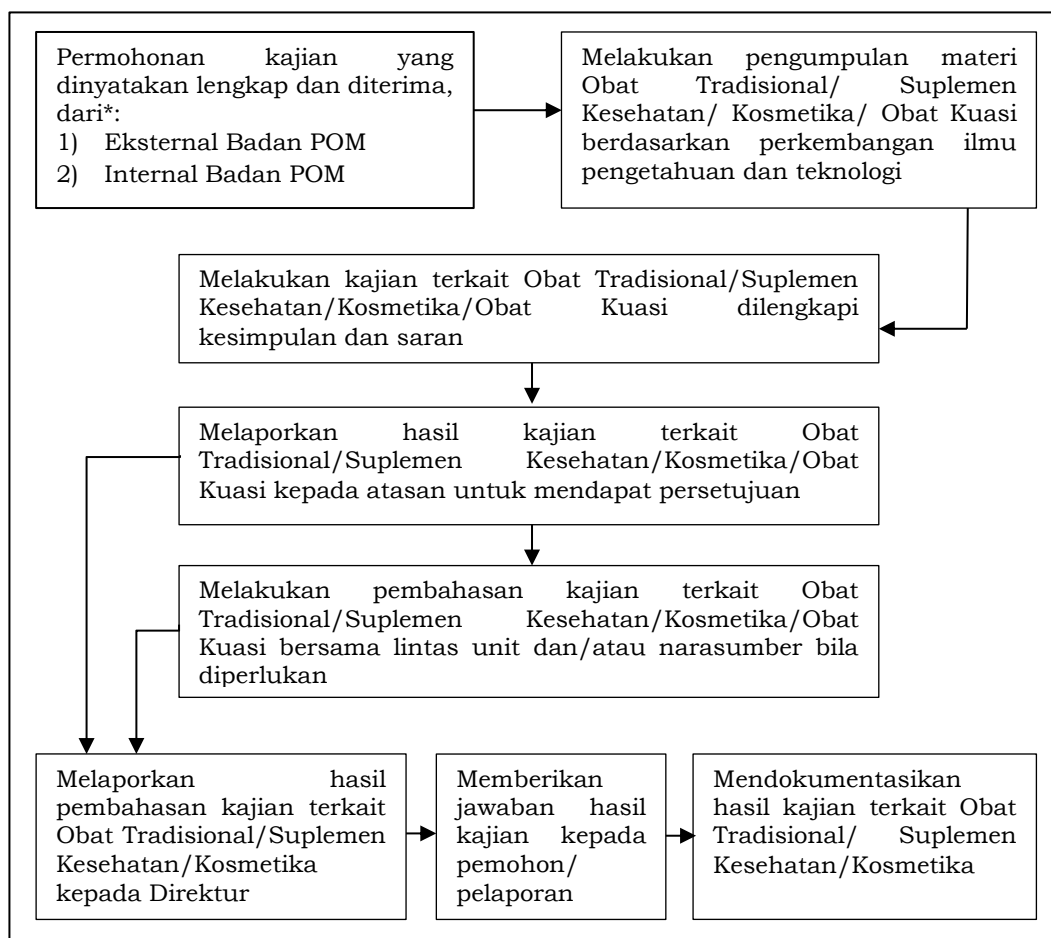 Permohonan kajian yang
dinyatakan lengkap dan diterima,
dari*:
1) Eksternal Badan POM
2) Internal Badan POM
Melakukan pengumpulan materi
Obat Tradisional/ Suplemen
Kesehatan/ Kosmetika/ Obat Kuasi
berdasarkan perkembangan ilmu
pengetahuan dan teknologi
Melakukan kajian terkait Obat Tradisional/Suplemen
Kesehatan/Kosmetika/Obat Kuasi dilengkapi
kesimpulan dan saran
Melaporkan hasil kajian terkait Obat
Tradisional/Suplemen Kesehatan/Kosmetika/Obat
Kuasi kepada atasan untuk mendapat persetujuan
Melakukan pembahasan kajian terkait Obat
Tradisional/Suplemen Kesehatan/Kosmetika/Obat
Kuasi bersama lintas unit dan/atau narasumber bila
diperlukan
Melaporkan hasil
pembahasan kajian terkait
Obat Tradisional/Suplemen
Kesehatan/Kosmetika
kepada Direktur
Memberikan
jawaban hasil
kajian kepada
pemohon/
pelaporan
Mendokumentasikan
hasil kajian terkait Obat
Tradisional/ Suplemen
Kesehatan/Kosmetika